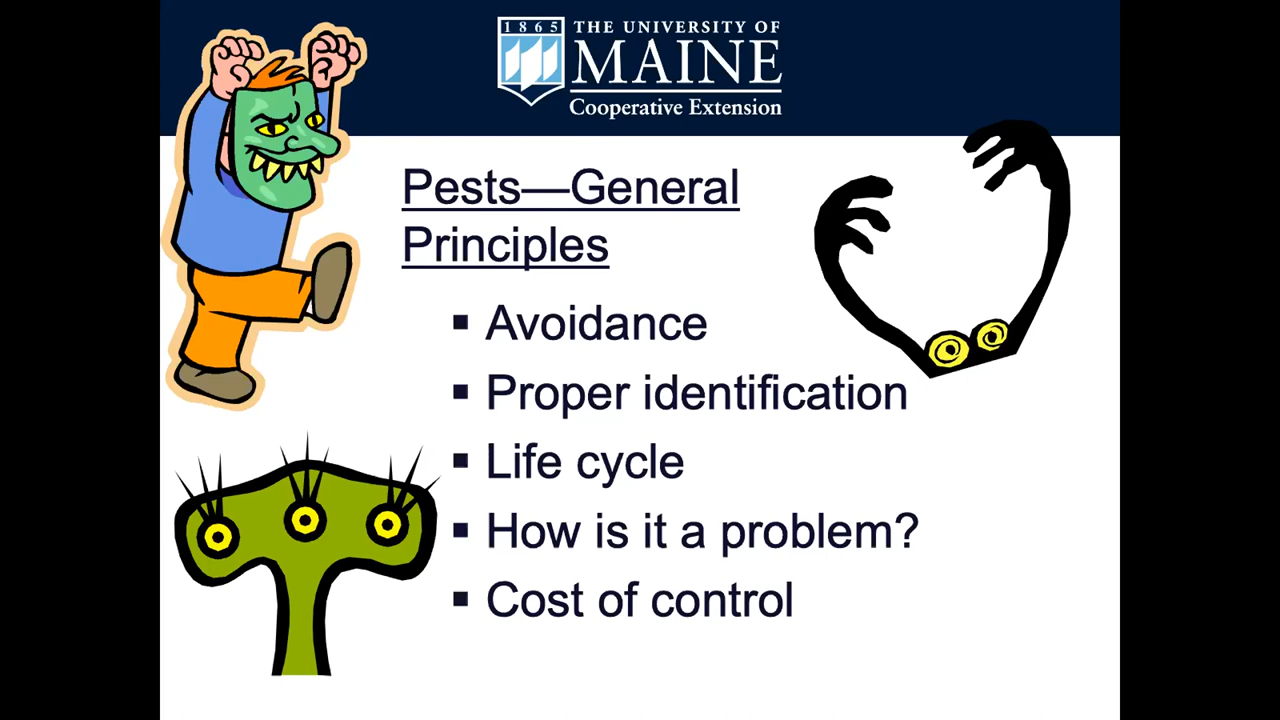 1865
THE UNIVERSITY OF
MAINE
Cooperative Extension
Pests—General
Principles
▪ Avoidance
▪ Proper identification
▪ Life cycle
▪ How is it a problem?
▪ Cost of control